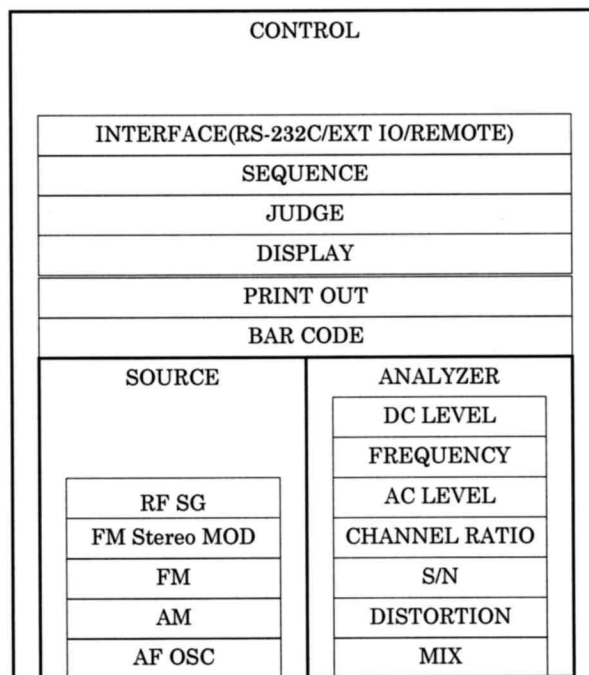 CONTROL
INTERFACE(RS-232C/EXT IO/REMOTE)
SEQUENCE
JUDGE
DISPLAY
PRINT OUT
BAR CODE
SOURCE
RF SG
FM Stereo MOD
FM
AM
AF OSC
ANALYZER
DC LEVEL
FREQUENCY
AC LEVEL
CHANNEL RATIO
S/N
DISTORTION
MIX